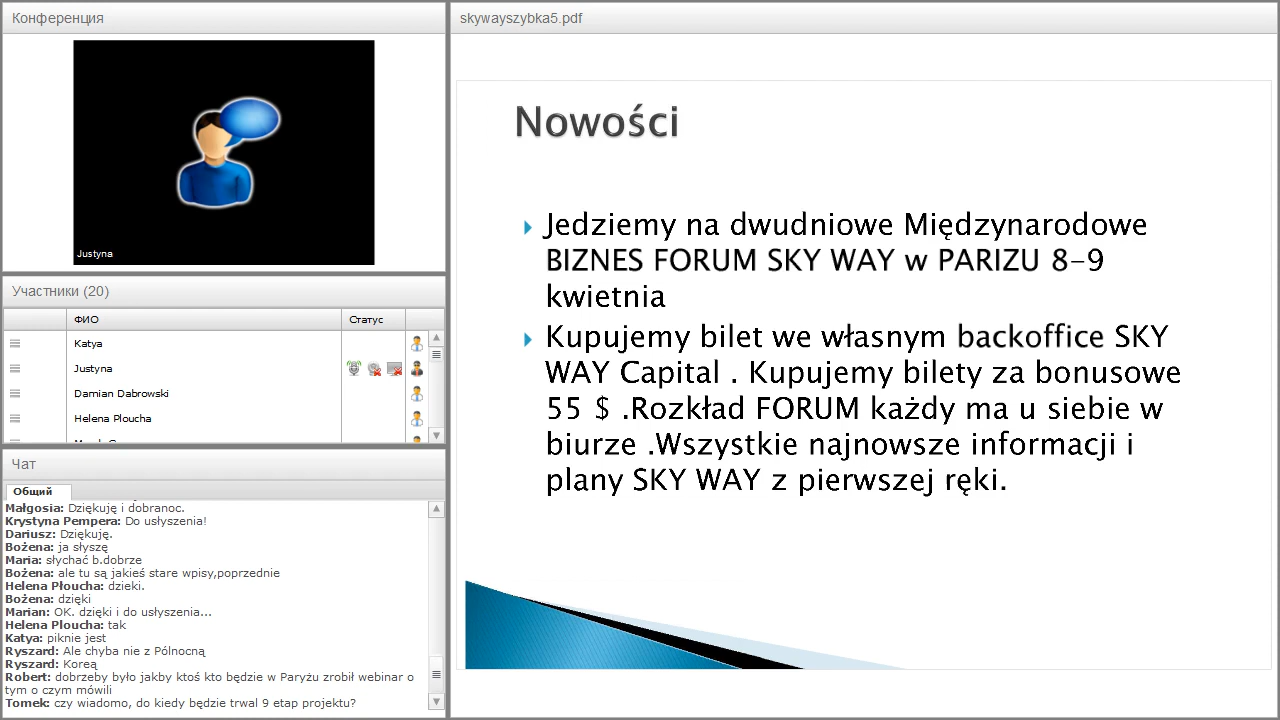 Конференция
Justyna
Участники (20)
ФИО
Статус
Katya
Justyna
Damian Dabrowski
Helena Ploucha
Чат
Общий
Małgosia: Dziękuję i dobranoc.
Krystyna Pempera: Do usłyszenia!
Dariusz: Dziękuję.
Bożena: ja słyszę
Maria: słychać b.dobrze
Bożena: ale tu są jakieś stare wpisy,poprzednie
Helena Płoucha: dzieki.
Bożena: dzięki
Marian: OK. dzięki i do usłyszenia...
Helena Ploucha: tak
Katya: piknie jest
Ryszard: Ale chyba nie z Północną
Ryszard: Koreą
Robert: dobrzeby było jakby ktoś kto będzie w Paryżu zrobił webinar o
tym o czym mówili
Tomek: czy wiadomo, do kiedy będzie trwal 9 etap projektu?
skywayszybka5.pdf
Nowości
Jedziemy na dwudniowe Międzynarodowe
BIZNES FORUM SKY WAY w PARIZU 8-9
kwietnia
Kupujemy bilet we własnym backoffice SKY
WAY Capital . Kupujemy bilety za bonusowe
55 $ .Rozkład FORUM każdy ma u siebie w
biurze .Wszystkie najnowsze informacji i
plany SKY WAY z pierwszej ręki.